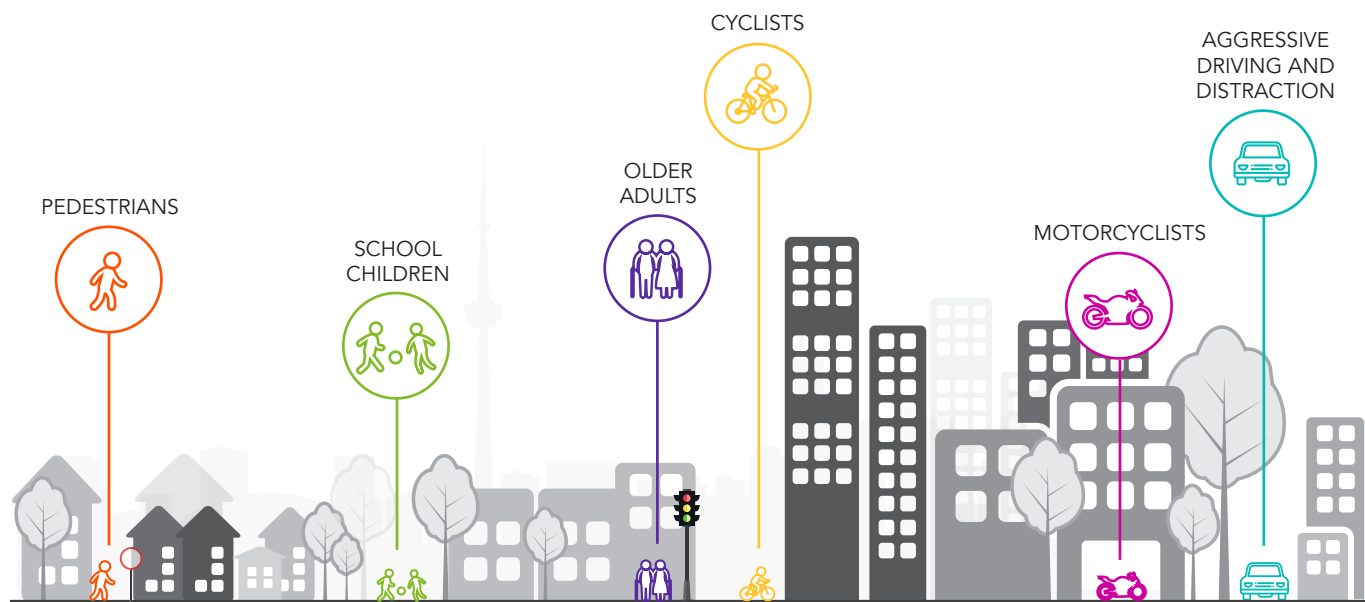 PEDESTRIANS
SCHOOL
CHILDREN
OLDER
ADULTS
CYCLISTS
MOTORCYCLISTS
AGGRESSIVE
DRIVING AND
DISTRACTION